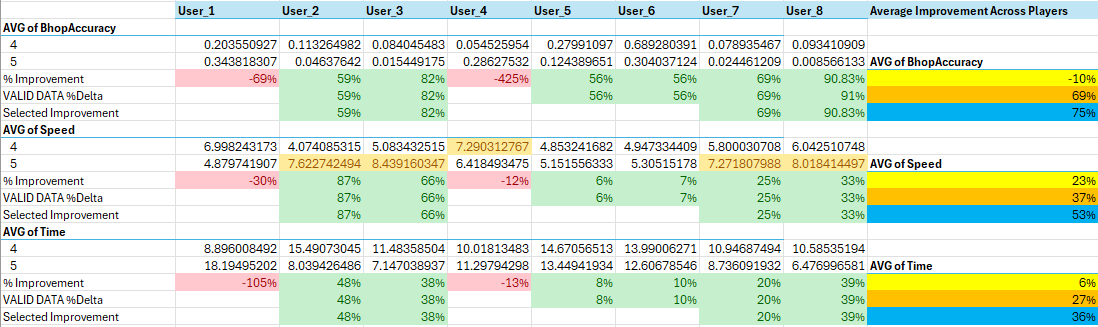 User_1 User_2 User_3 User_4 User_5 User_6 User_7 User_8 Average Improvement Across Players
AVG of BhopAccuracy
4 0.203550927 0.113264982 0.084045483 0.054525954 0.27991097 0.689280391 0.078935467 0.093410909
5 0.343818307 0.04637642 0.015449175 0.28627532 0.124389651 0.304037124 0.024461209 0.008566133 AVG of BhopAccuracy
% Improvement -69% 59% 82% -425% 56% 56% 69% 90.83% -10%
VALID DATA %Delta 59% 82% 56% 56% 69% 91% 69%
Selected Improvement 59% 82% 69% 90.83% 75%
AVG of Speed
4 6.998243173 4.074085315 5.083432515 7.290312767 4.853241682 4.947334409 5.800030708 6.042510748
5 4.879741907 7.622742494 8.439160347 6.418493475 5.151556333 5.30515178 7.271807988 8.018414497 AVG of Speed
% Improvement -30% 87% 66% -12% 6% 7% 25% 33% 23%
VALID DATA %Delta 87% 66% 6% 7% 25% 33% 37%
Selected Improvement 87% 66% 25% 33% 53%
AVG of Time
4 8.896008492 15.49073045 11.48358504 10.01813483 14.67056513 13.99006271 10.94687494 10.58535194
5 18.19495202 8.039426486 7.147038937 11.29794298 13.44941934 12.60678546 8.736091932 6.476996581 AVG of Time
% Improvement -105% 48% 38% -13% 8% 10% 20% 39% 6%
VALID DATA %Delta 48% 38% 8% 10% 20% 39% 27%
Selected Improvement 48% 38% 20% 39% 36%